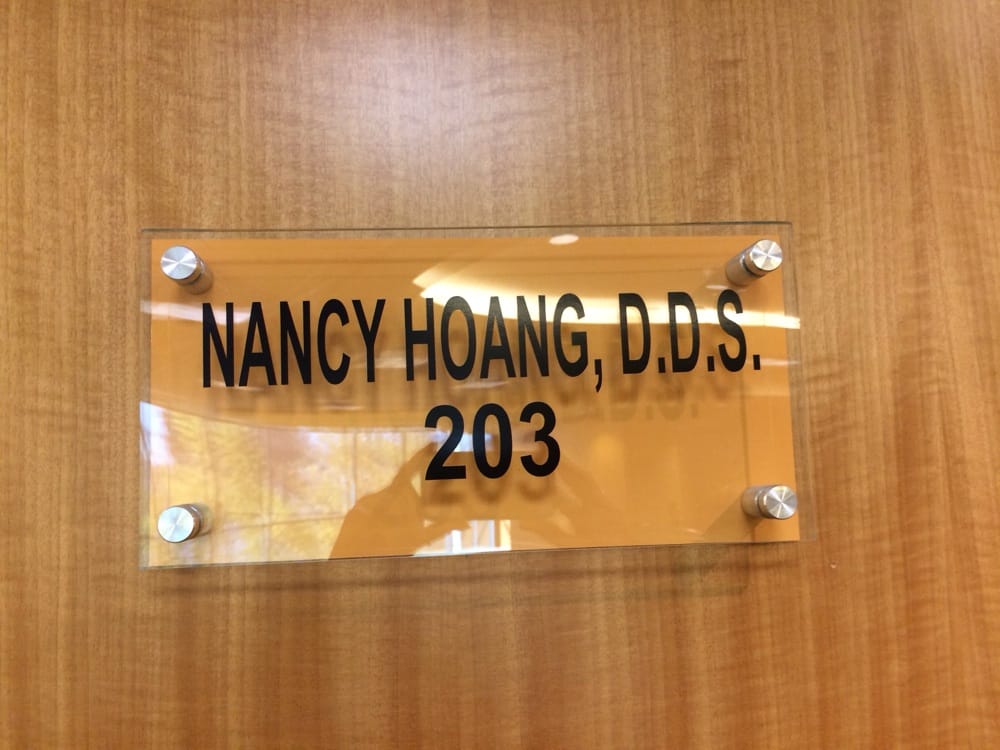 NANCY HOANG, D.D.S.
203